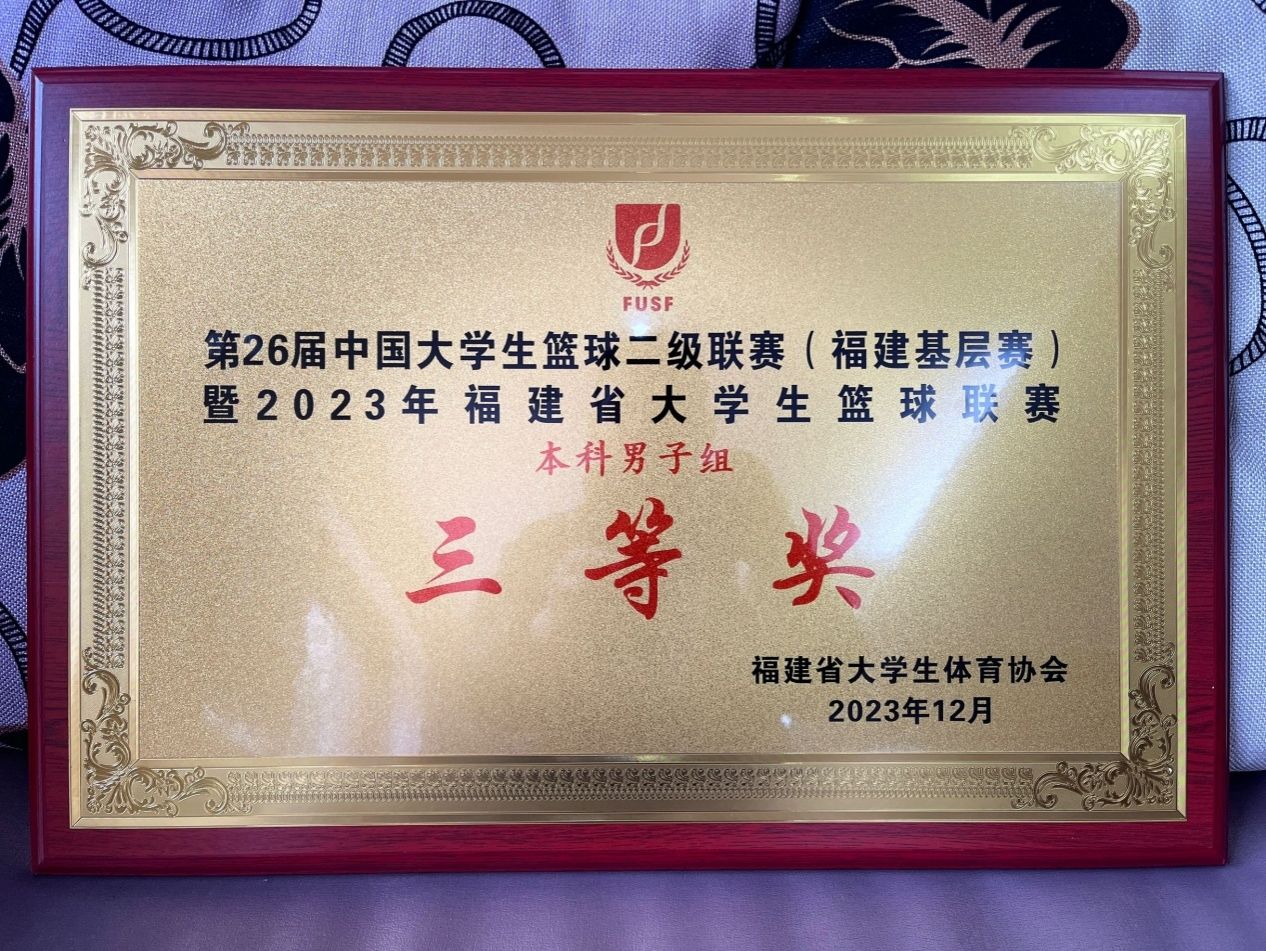 FUSF
第26届中国大学生篮球二级联赛（福建基层赛）
暨2023年福建省大学生篮球联赛
本科男子组
三等奖
福建省大学生体育协会
2023年12月